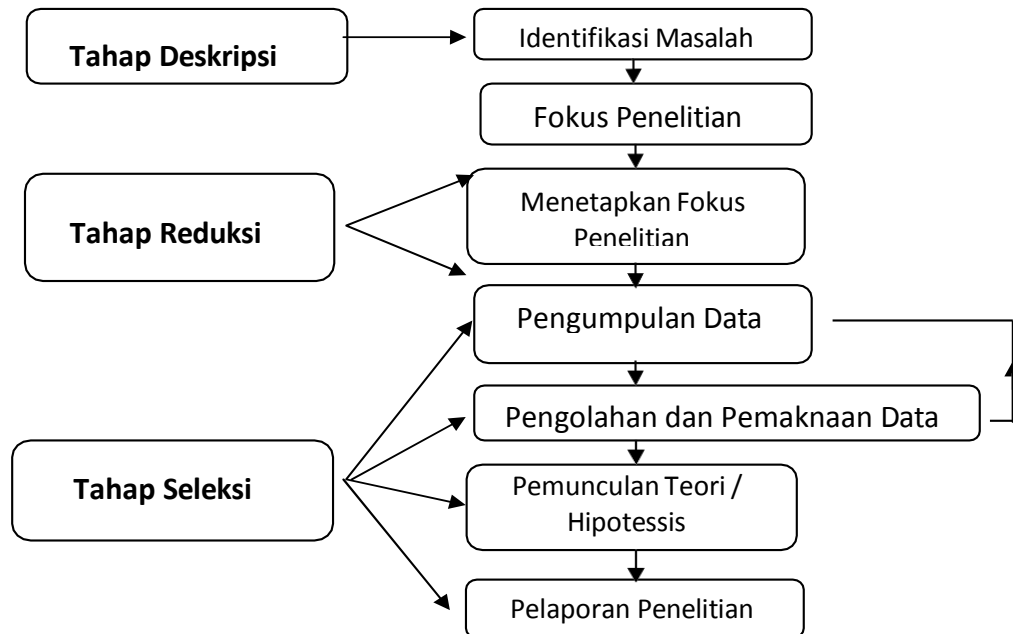 Tahap Deskripsi
Identifikasi Masalah
Fokus Penelitian
Tahap Reduksi
Menetapkan Fokus
Penelitian
Pengumpulan Data
Pengolahan dan Pemaknaan Data
Tahap Seleksi
Pemunculan Teori /
Hipotessis
Pelaporan Penelitian